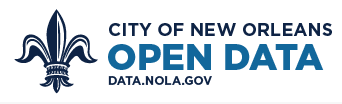 CITY OF NEW ORLEANS
OPEN DATA
DATA.NOLA.GOV